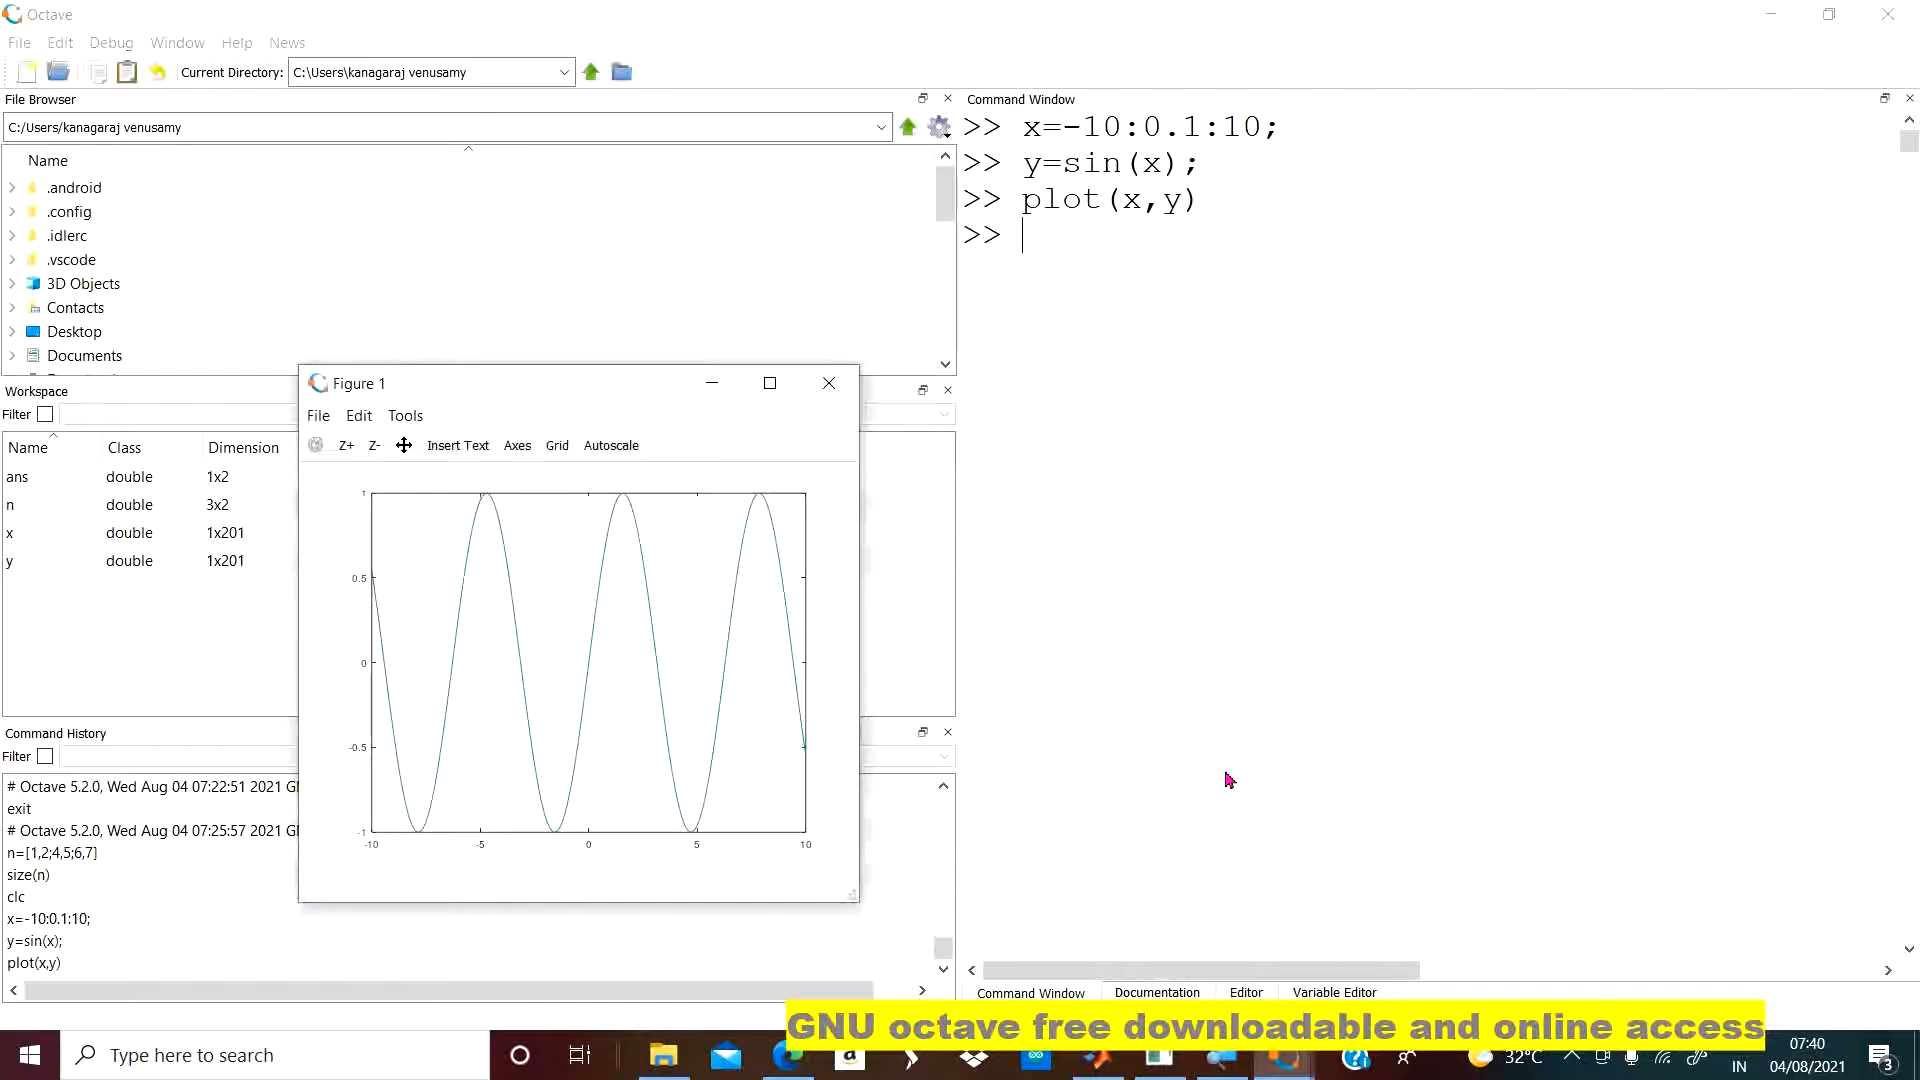 Octave
File Edit Debug Window Help News
Current Directory: C:\Users\kanagaraj venusamy
File Browser
C:/Users/kanagaraj venusamy
Name
.android
.config
.idlerc
.vscode
3D Objects
Contacts
Desktop
Documents
Workspace
Filter
Name Class Dimension
ans double 1x2
n double 3x2
x double 1x201
y double 1x201
Command History
Filter
# Octave 5.2.0, Wed Aug 04 07:22:51 2021 G
exit
# Octave 5.2.0, Wed Aug 04 07:25:57 2021 G
n=[1,2;4,5;6,7]
size(n)
clc
x=-10:0.1:10;
y=sin(x);
plot(x,y)
Figure 1
File Edit Tools
Z+ Z- Insert Text Axes Grid Autoscale
1
0.5
0
-0.5
-1
-10 -5 0 5 10
Command Window
>> x=-10:0.1:10;
>> y=sin(x);
>> plot(x,y)
>>
Command Window Documentation Editor Variable Editor
GNU octave free downloadable and online access
Type here to search
a
32°C
IN
07:40
04/08/2021
3